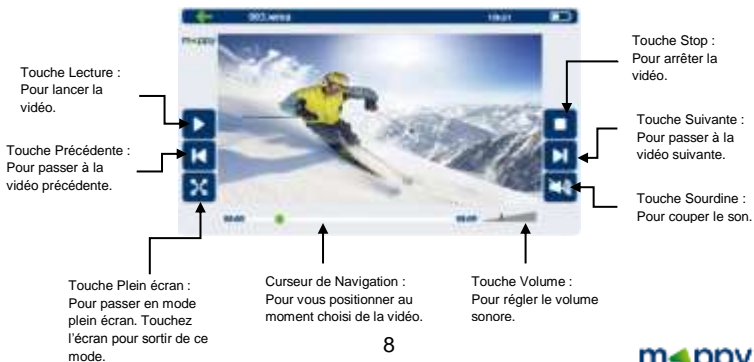 mappy
Touche Lecture :
Pour lancer la
vidéo.
Touche Précédente :
Pour passer à la
vidéo précédente.
Touche Stop :
Pour arrêter la
vidéo.
Touche Suivante :
Pour passer à la
vidéo suivante.
Touche Sourdine :
Pour couper le son.
Touche Plein écran :
Pour passer en mode
plein écran. Touchez
l'écran pour sortir de ce
mode.
Curseur de Navigation :
Pour vous positionner au
moment choisi de la vidéo.
Touche Volume :
Pour régler le volume
sonore.
8
mappy